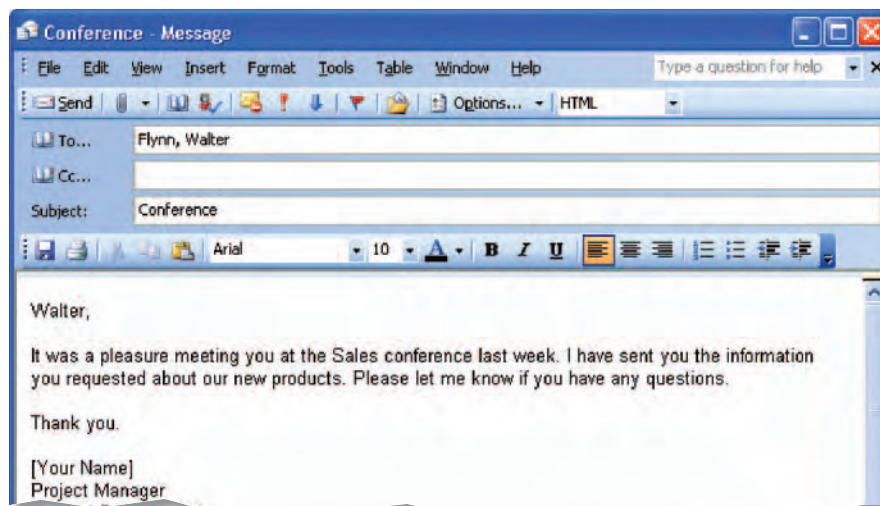 Conference - Message
File Edit View Insert Format Tools Table Window Help Type a question for help
Send Options... HTML
To... Flynn, Walter
Cc...
Subject: Conference
Arial 10 A B I U
Walter,
It was a pleasure meeting you at the Sales conference last week. I have sent you the information
you requested about our new products. Please let me know if you have any questions.
Thank you.
[Your Name]
Project Manager